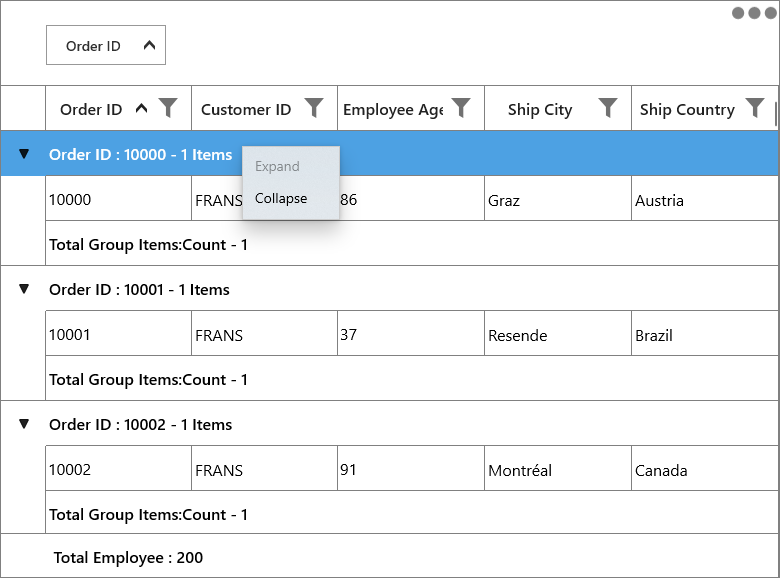 Order ID
Order ID Customer ID Employee Age Ship City Ship Country
Order ID : 10000 - 1 Items
Expand
Collapse
10000 FRANS 86 Graz Austria
Total Group Items:Count - 1
Order ID : 10001 - 1 Items
10001 FRANS 37 Resende Brazil
Total Group Items:Count - 1
Order ID : 10002 - 1 Items
10002 FRANS 91 Montréal Canada
Total Group Items:Count - 1
Total Employee : 200